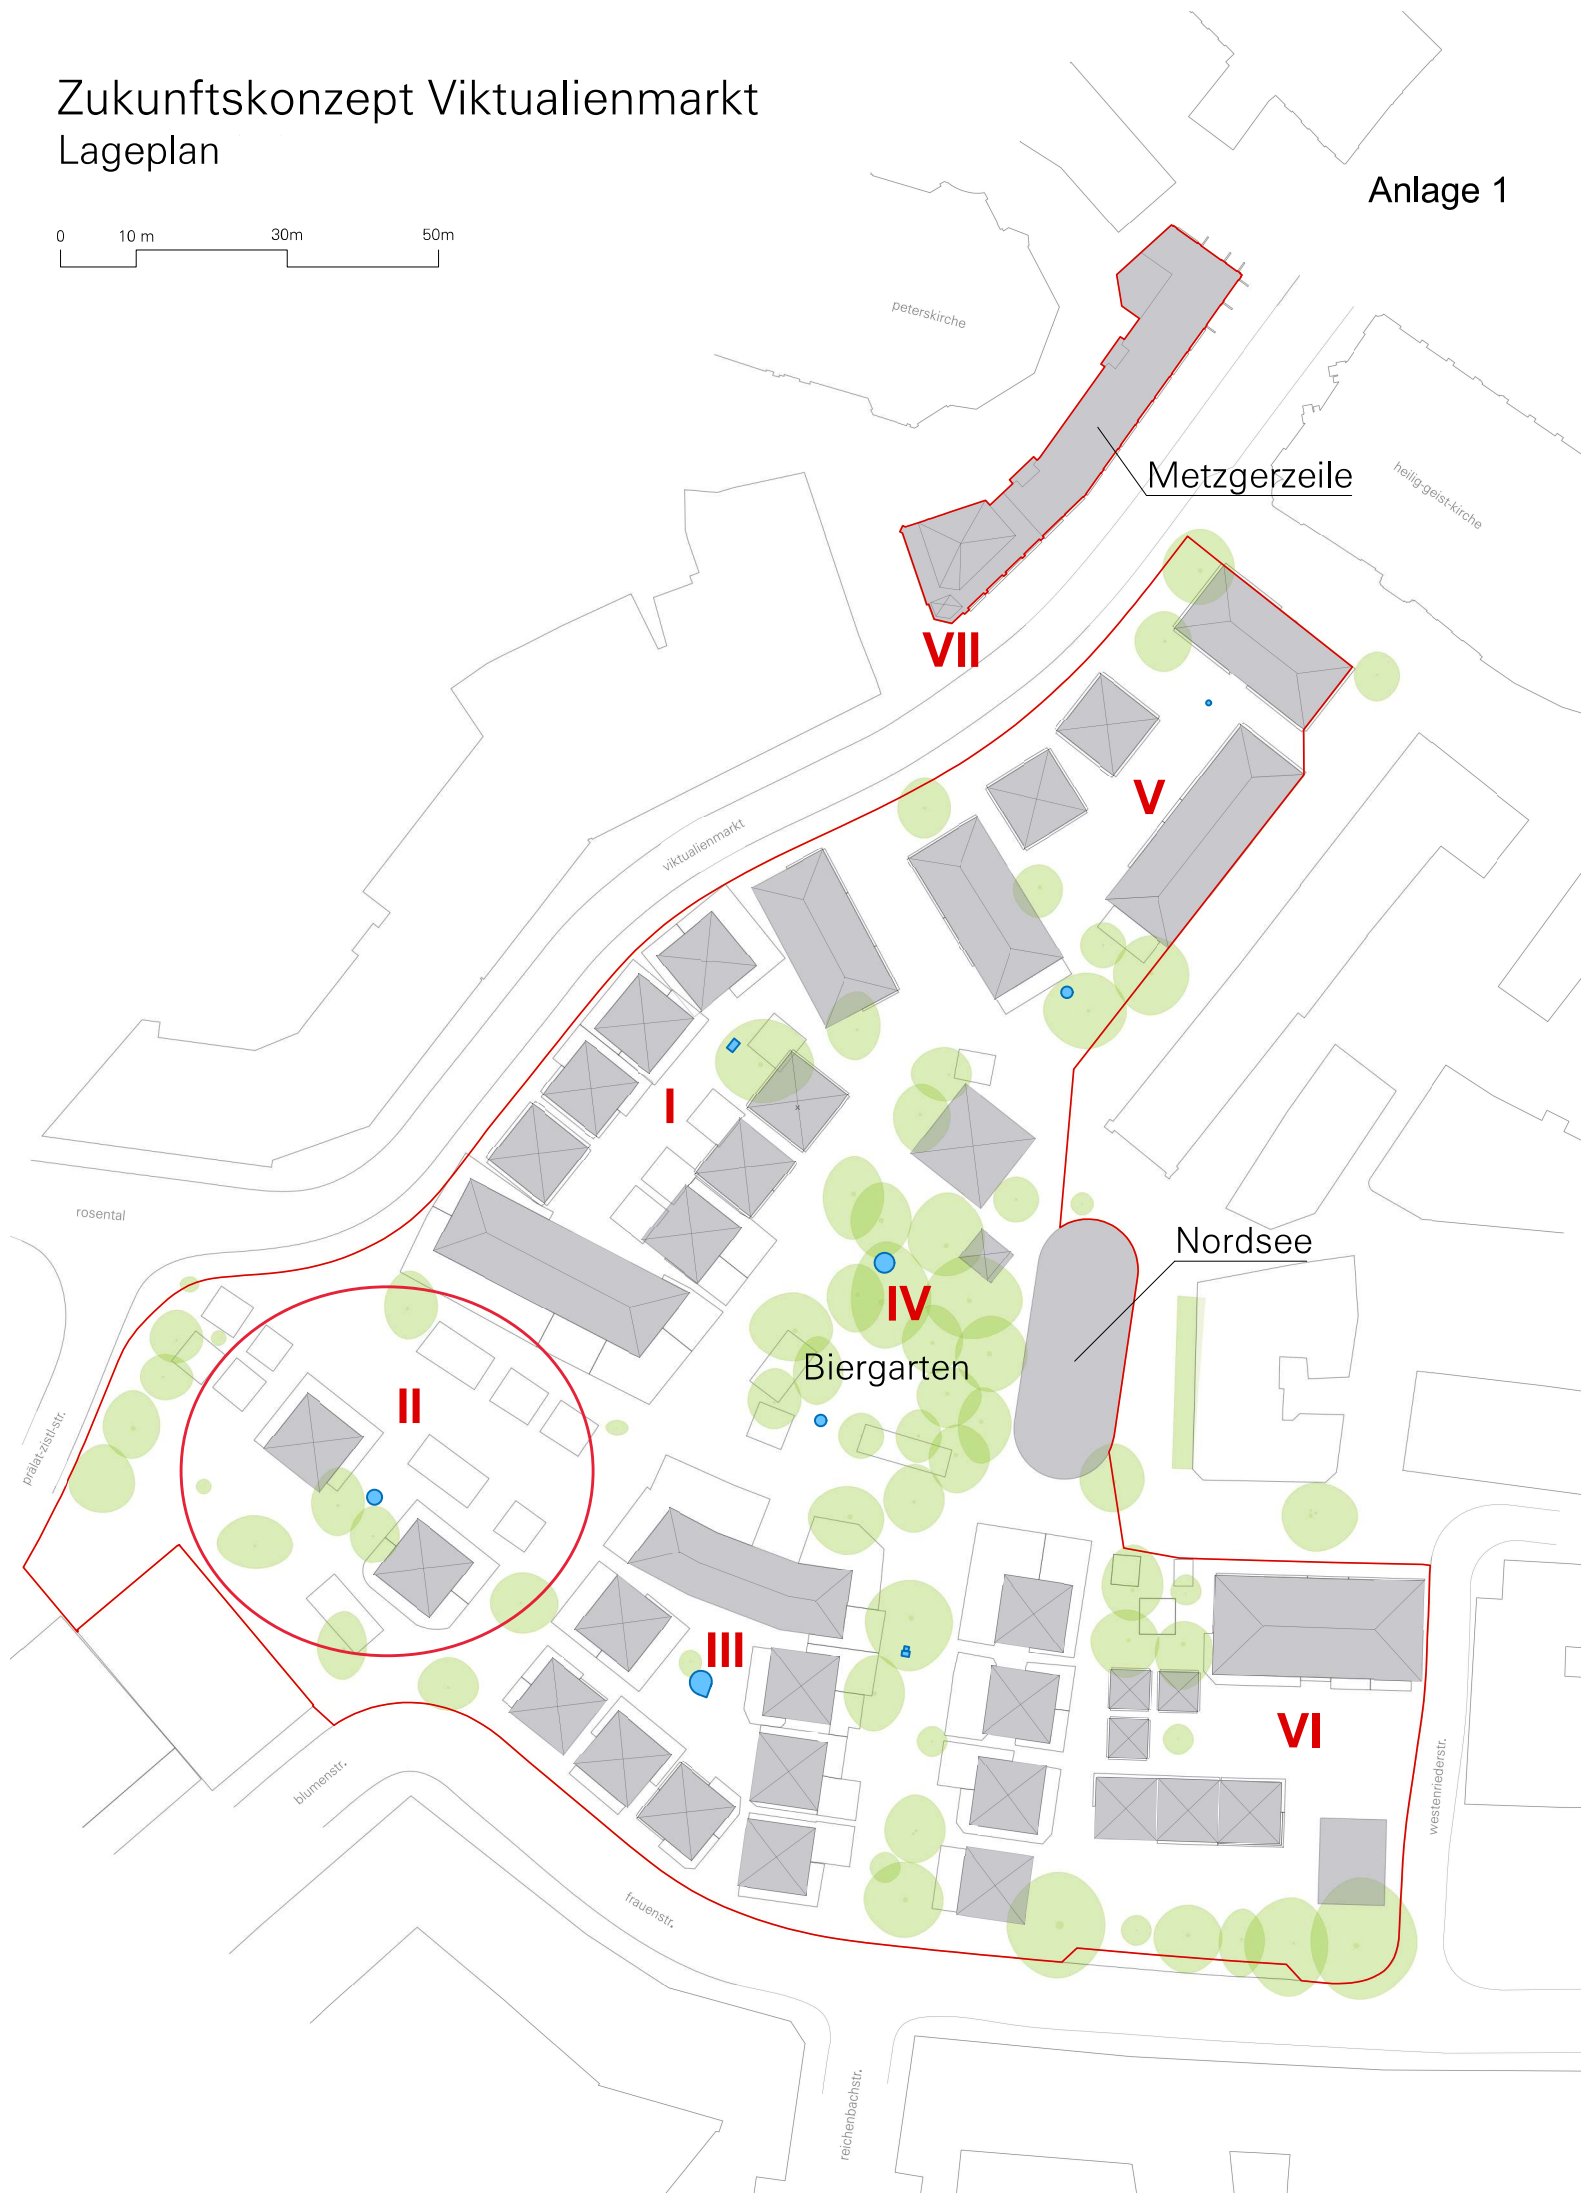 Zukunftskonzept Viktualienmarkt
Lageplan
Anlage 1
0 10 m 30m 50m
peterskirche
Metzgerzeile
heilig-geist-kirche
VII
V
viktualienmarkt
I
rosental
Nordsee
IV
Biergarten
II
prälat-zistl-str.
III
VI
blumenstr.
westenriederstr.
frauenstr.
reichenbachstr.